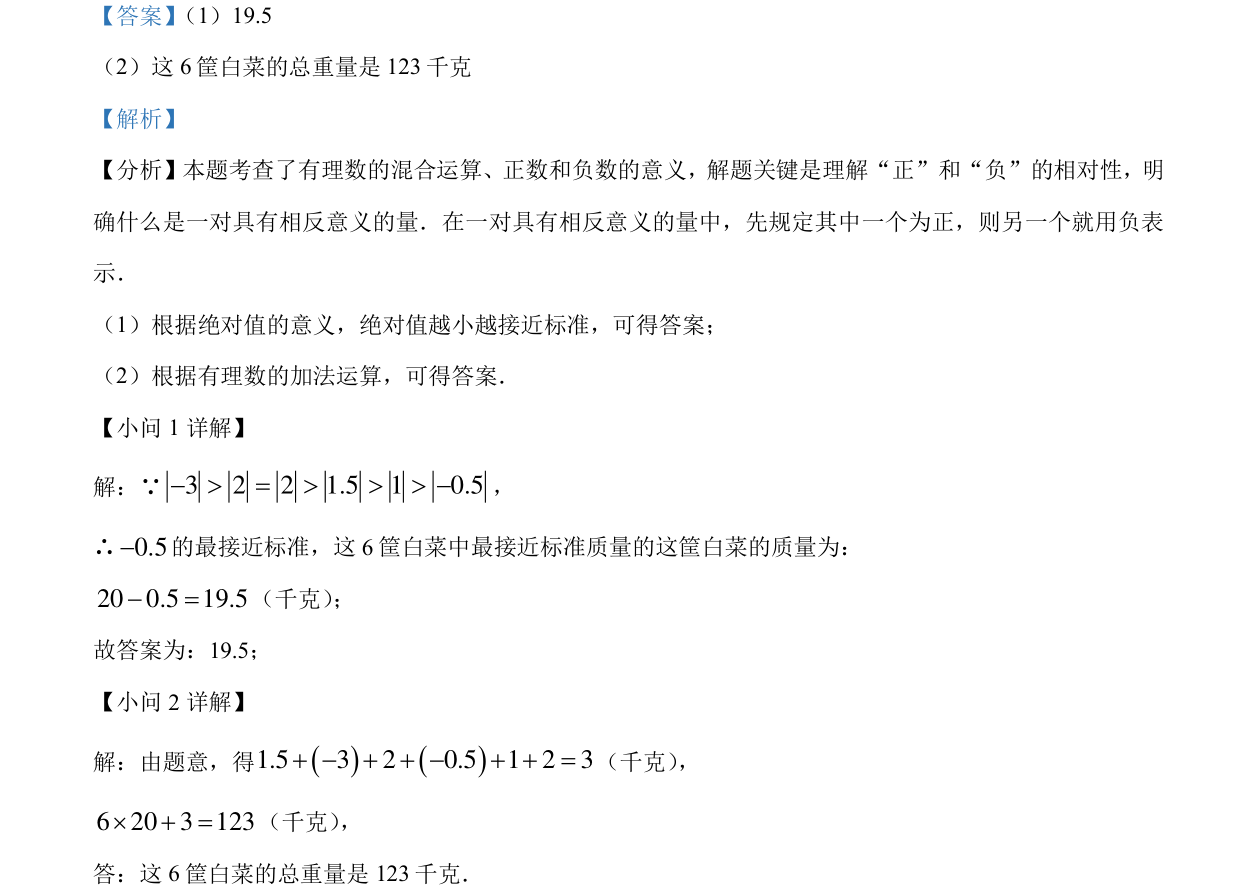 【答案】（1）19.5
（2）这 6 筐白菜的总重量是 123 千克
【解析】
【分析】本题考查了有理数的混合运算、正数和负数的意义，解题关键是理解“正”和“负”的相对性，明
确什么是一对具有相反意义的量．在一对具有相反意义的量中，先规定其中一个为正，则另一个就用负表
示．
（1）根据绝对值的意义，绝对值越小越接近标准，可得答案；
（2）根据有理数的加法运算，可得答案．
【小问 1 详解】
解：∵|−3|>|2|=|2|>|1.5|>|1|>|−0.5|，
∴−0.5的最接近标准，这 6 筐白菜中最接近标准质量的这筐白菜的质量为：
20−0.5=19.5（千克）；
故答案为：19.5；
【小问 2 详解】
解：由题意，得1.5+(−3)+2+(−0.5)+1+2=3（千克），
6×20+3=123（千克），
答：这 6 筐白菜的总重量是 123 千克．